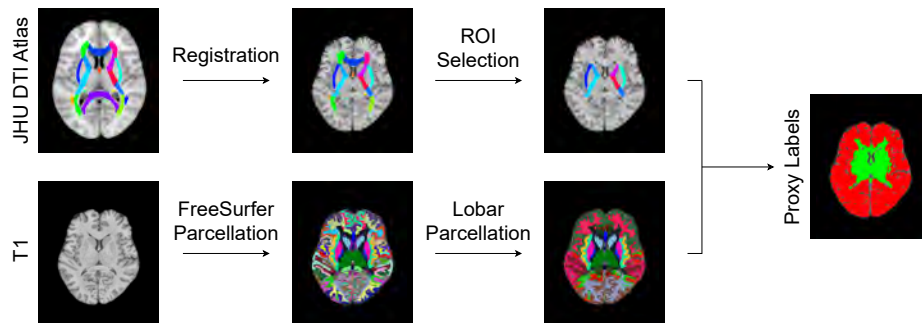 JHU DTI Atlas
Registration
ROI
Selection
T1
FreeSurfer
Parcellation
Lobar
Parcellation
Proxy Labels